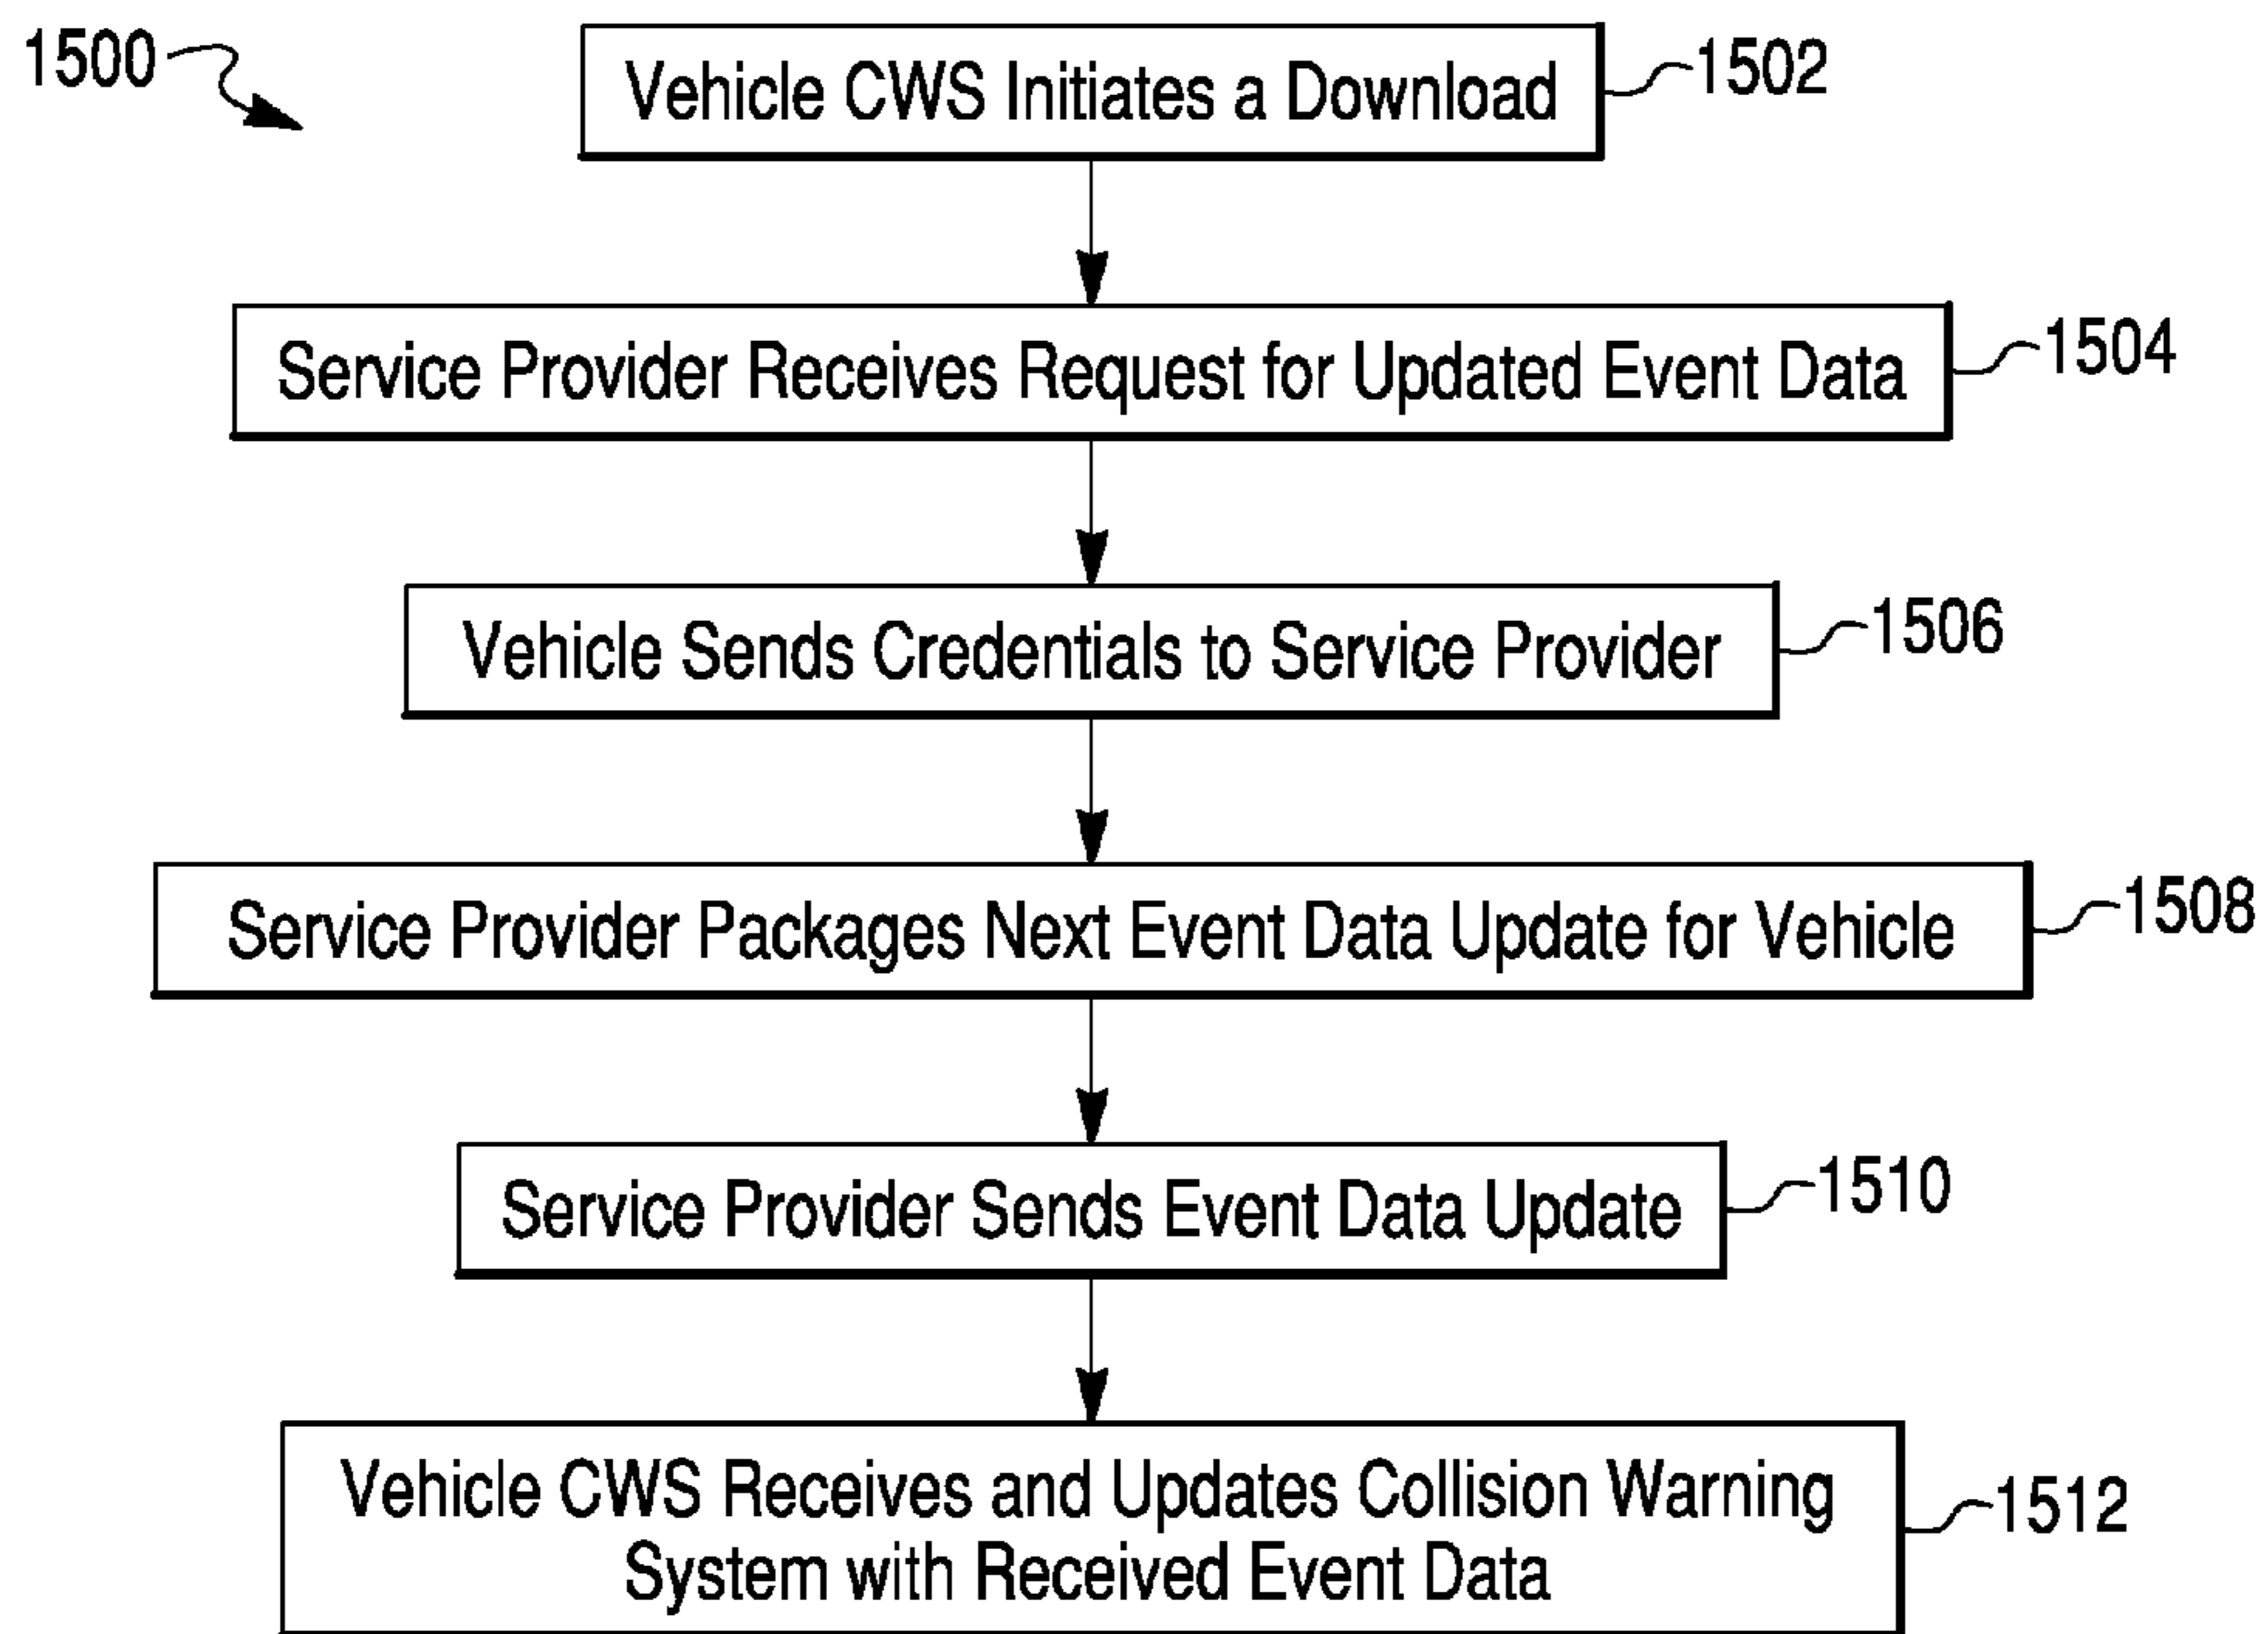 1500
Vehicle CWS Initiates a Download
1502
Service Provider Receives Request for Updated Event Data
1504
Vehicle Sends Credentials to Service Provider
1506
Service Provider Packages Next Event Data Update for Vehicle
1508
Service Provider Sends Event Data Update
1510
Vehicle CWS Receives and Updates Collision Warning
System with Received Event Data
1512